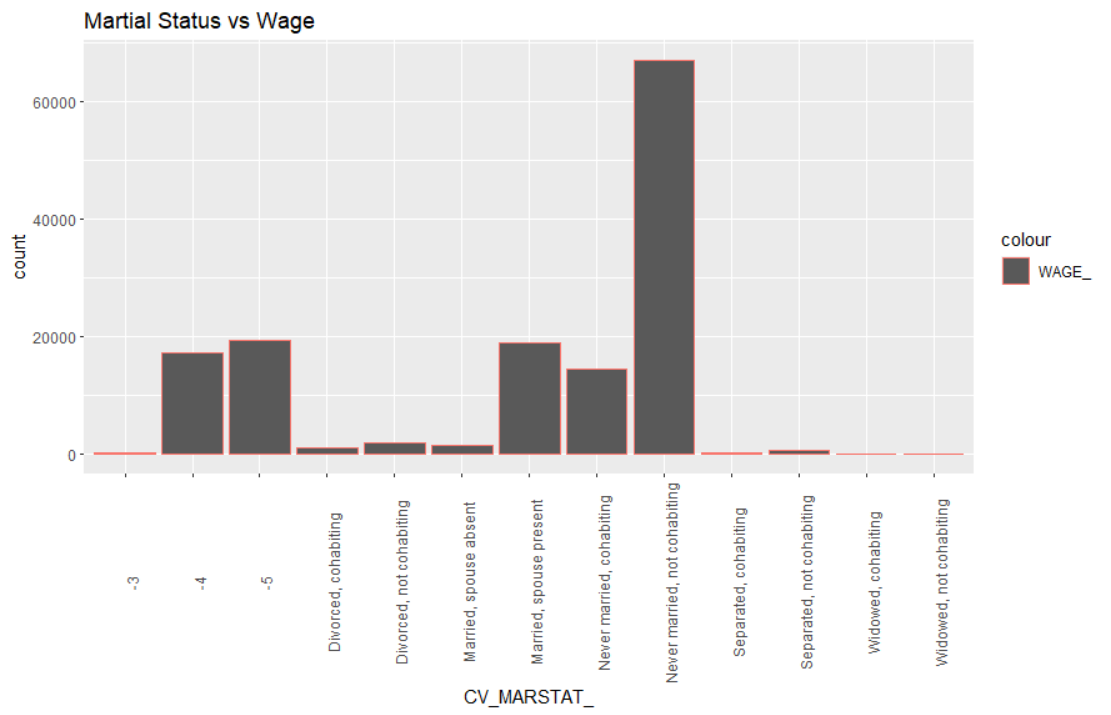 Martial Status vs Wage
count
60000
40000
20000
0
-3
-4
-5
Divorced, cohabiting
Divorced, not cohabiting
Married, spouse absent
Married, spouse present
Never married, cohabiting
Never married, not cohabiting
Separated, cohabiting
Separated, not cohabiting
Widowed, cohabiting
Widowed, not cohabiting
CV_MARSTAT_
colour
WAGE_